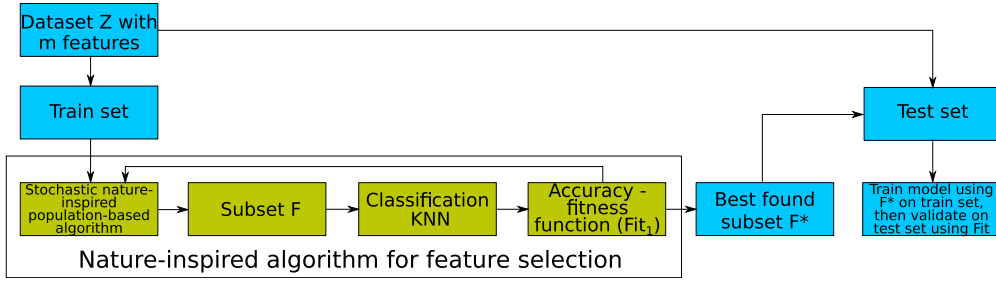 Dataset Z with
m features
Train set
Test set
Stochastic nature-
inspired
population-based
algorithm
Subset F
Classification
KNN
Accuracy -
fitness
function (Fit₁)
Best found
subset F*
Train model using
F* on train set,
then validate on
test set using Fit
Nature-inspired algorithm for feature selection